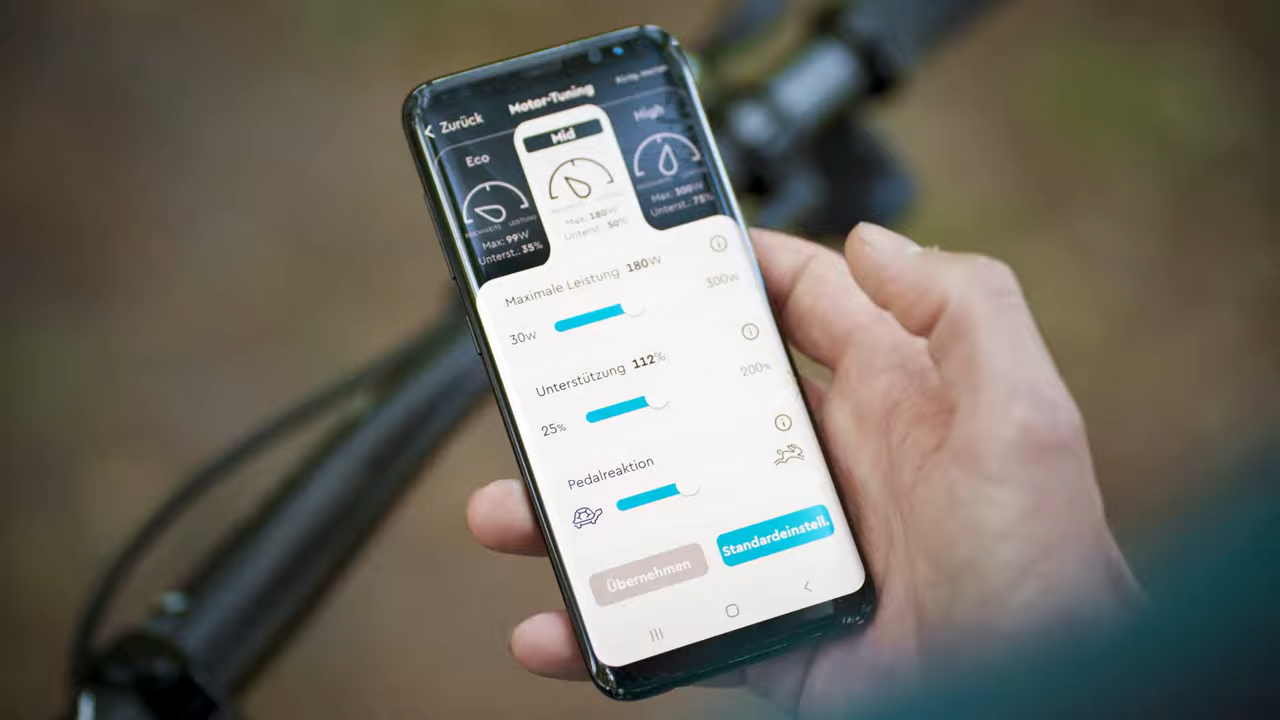 Motor-Tuning
Zurück
Mid
High
Eco
Max: 180W
Unterst. 50%
Max: 300W
Unterst.: 75%
LEISTUNG
Max: 99W
Unterst.: 35%
Maximale Leistung 180W
30W
300W
Unterstützung 112%
25%
200%
Pedalreaktion
Übernehmen
Standardeinstell.